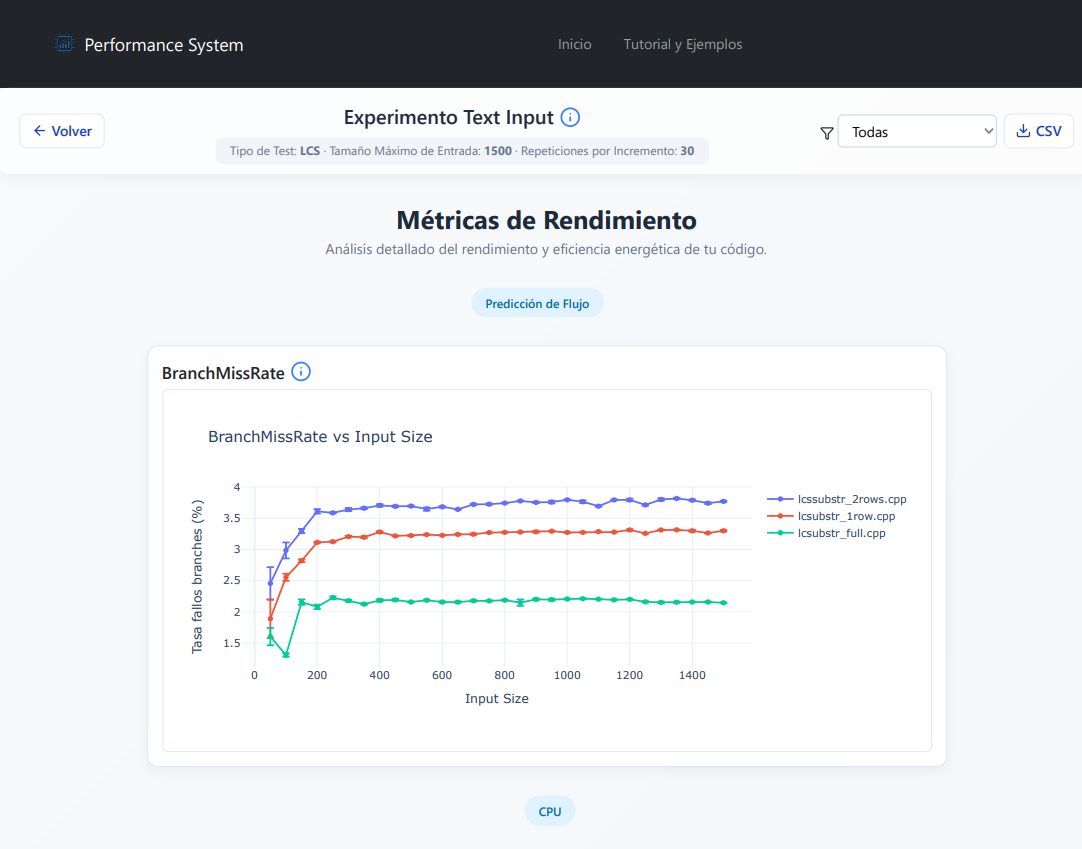 Performance System
Inicio
Tutorial y Ejemplos
Volver
Experimento Text Input
Tipo de Test: LCS · Tamaño Máximo de Entrada: 1500 · Repeticiones por Incremento: 30
Todas
CSV
Métricas de Rendimiento
Análisis detallado del rendimiento y eficiencia energética de tu código.
Predicción de Flujo
BranchMissRate
BranchMissRate vs Input Size
Tasa fallos branches (%)
4
3.5
3
2.5
2
1.5
0 200 400 600 800 1000 1200 1400
Input Size
lcssubstr_2rows.cpp
lcsubstr_1row.cpp
lcsubstr_full.cpp
CPU